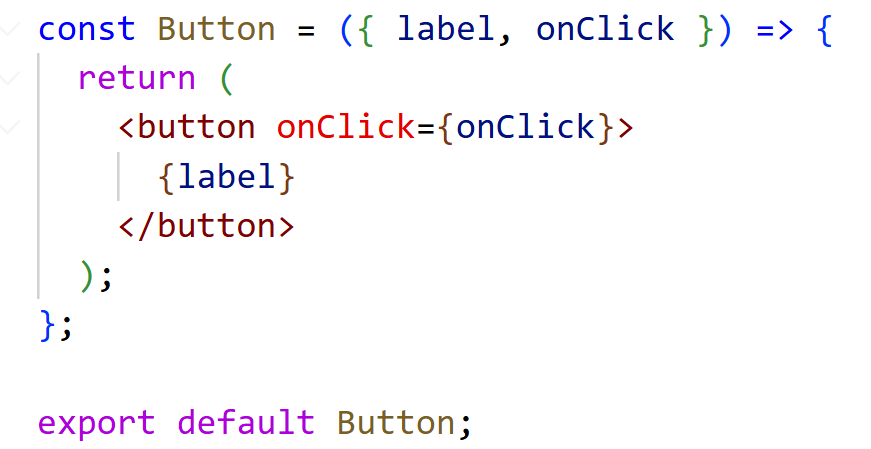 const Button = ({ label, onClick }) => {
  return (
    <button onClick={onClick}>
      {label}
    </button>
  );
};

export default Button;